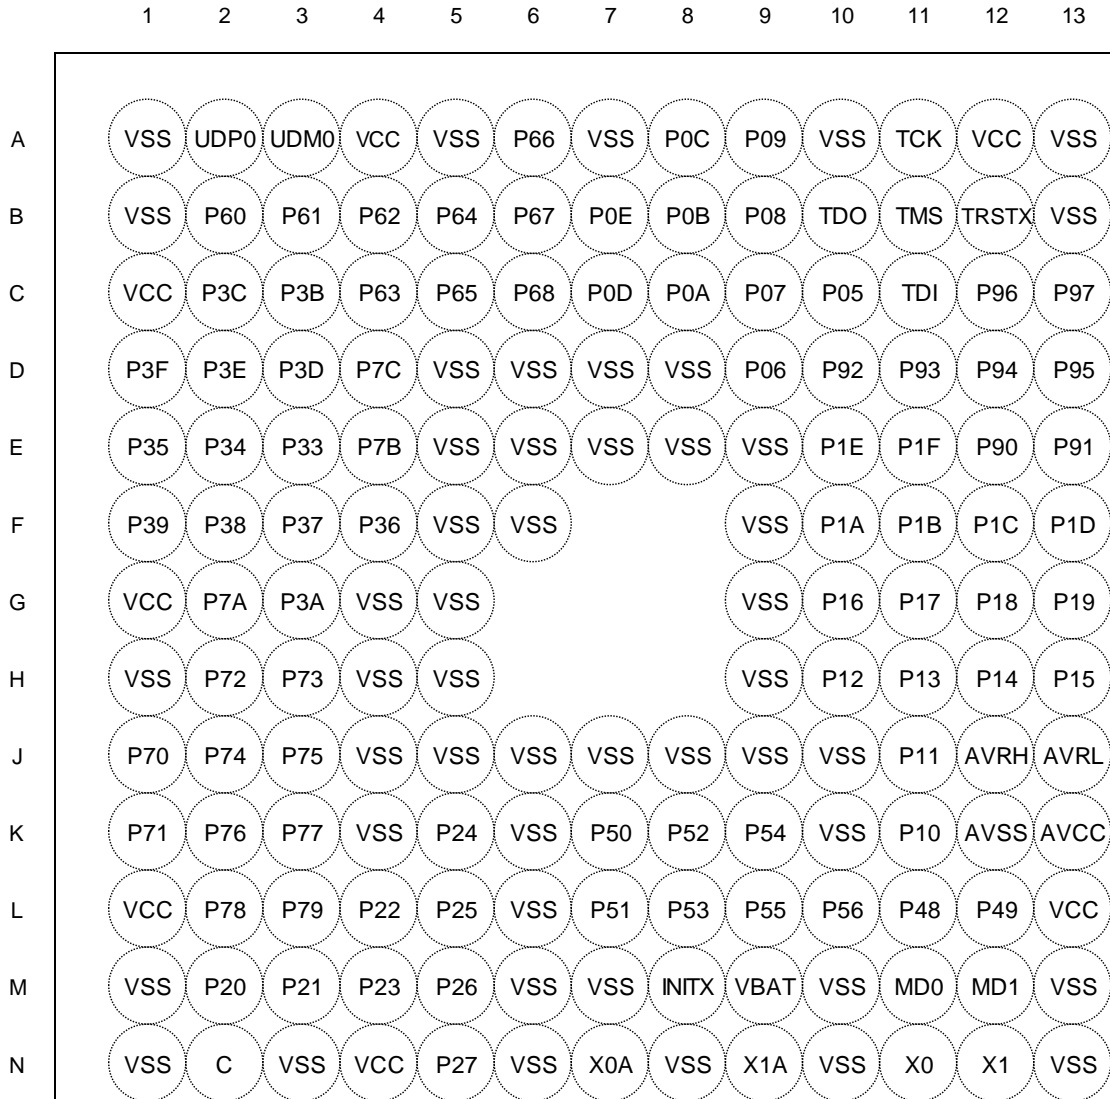 1 2 3 4 5 6 7 8 9 10 11 12 13
A VSS UDP0 UDM0 VCC VSS P66 VSS P0C P09 VSS TCK VCC VSS
B VSS P60 P61 P62 P64 P67 P0E P0B P08 TDO TMS TRSTX VSS
C VCC P3C P3B P63 P65 P68 P0D P0A P07 P05 TDI P96 P97
D P3F P3E P3D P7C VSS VSS VSS VSS P06 P92 P93 P94 P95
E P35 P34 P33 P7B VSS VSS VSS VSS VSS P1E P1F P90 P91
F P39 P38 P37 P36 VSS VSS VSS P1A P1B P1C P1D
G VCC P7A P3A VSS VSS VSS P16 P17 P18 P19
H VSS P72 P73 VSS VSS VSS P12 P13 P14 P15
J P70 P74 P75 VSS VSS VSS VSS VSS VSS VSS P11 AVRH AVRL
K P71 P76 P77 VSS P24 VSS P50 P52 P54 VSS P10 AVSS AVCC
L VCC P78 P79 P22 P25 VSS P51 P53 P55 P56 P48 P49 VCC
M VSS P20 P21 P23 P26 VSS VSS INITX VBAT VSS MD0 MD1 VSS
N VSS C VSS VCC P27 VSS X0A VSS X1A VSS X0 X1 VSS